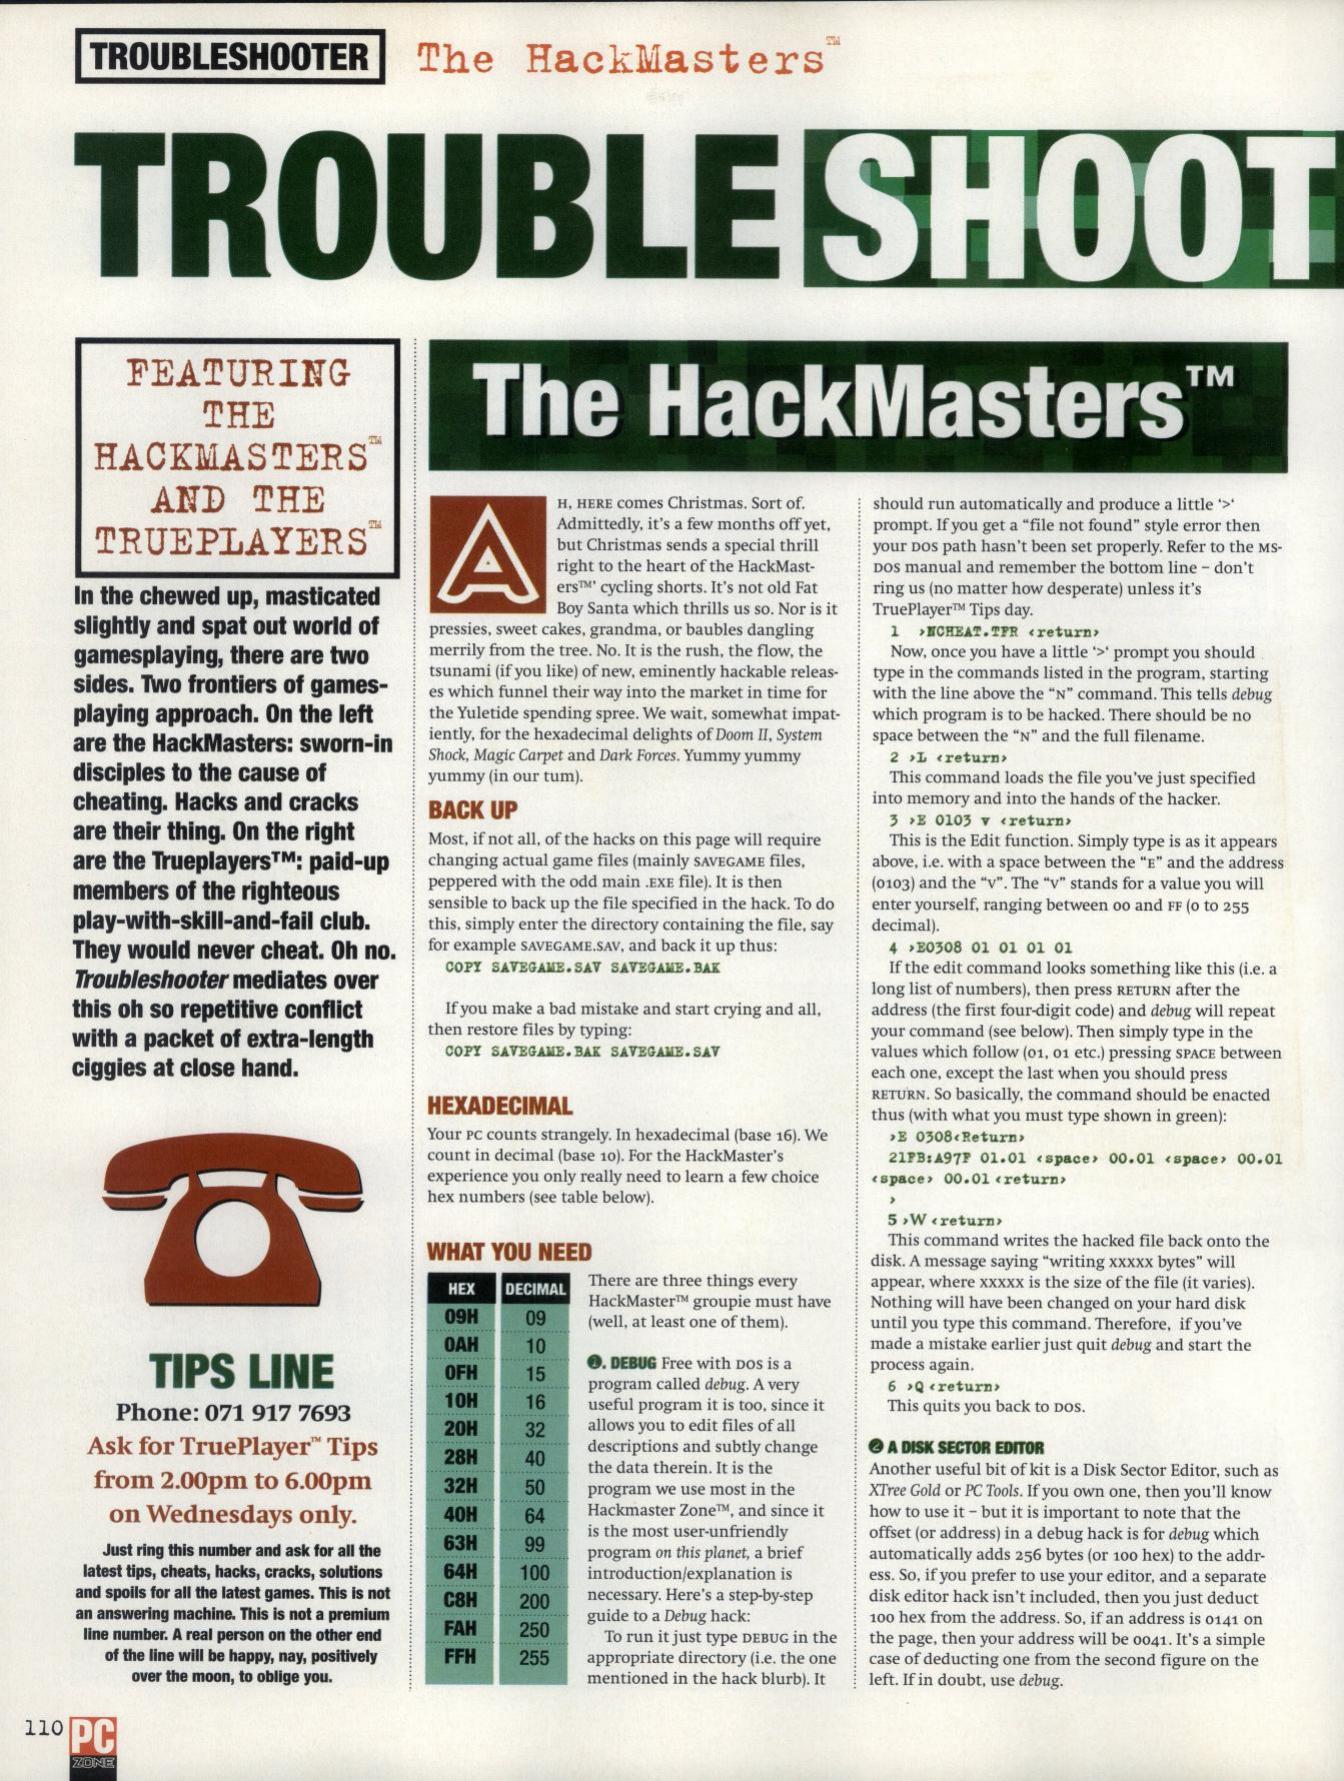 TROUBLESHOOTER The HackMasters™
TROUBLE SHOOT
FEATURING
THE
HACKMASTERS™
AND THE
TRUEPLAYERS™
In the chewed up, masticated
slightly and spat out world of
gamesplaying, there are two
sides. Two frontiers of games-
playing approach. On the left
are the HackMasters: sworn-in
disciples to the cause of
cheating. Hacks and cracks
are their thing. On the right
are the Trueplayers™: paid-up
members of the righteous
play-with-skill-and-fail club.
They would never cheat. Oh no.
Troubleshooter mediates over
this oh so repetitive conflict
with a packet of extra-length
ciggies at close hand.
TIPS LINE
Phone: 071 917 7693
Ask for TruePlayer™ Tips
from 2.00pm to 6.00pm
on Wednesdays only.
Just ring this number and ask for all the
latest tips, cheats, hacks, cracks, solutions
and spoils for all the latest games. This is not
an answering machine. This is not a premium
line number. A real person on the other end
of the line will be happy, nay, positively
over the moon, to oblige you.
The HackMasters™
AH, HERE comes Christmas. Sort of.
Admittedly, it's a few months off yet,
but Christmas sends a special thrill
right to the heart of the HackMast-
ers™' cycling shorts. It's not old Fat
Boy Santa which thrills us so. Nor is it
pressies, sweet cakes, grandma, or baubles dangling
merrily from the tree. No. It is the rush, the flow, the
tsunami (if you like) of new, eminently hackable releas-
es which funnel their way into the market in time for
the Yuletide spending spree. We wait, somewhat impat-
iently, for the hexadecimal delights of Doom II, System
Shock, Magic Carpet and Dark Forces. Yummy yummy
yummy (in our tum).
BACK UP
Most, if not all, of the hacks on this page will require
changing actual game files (mainly SAVEGAME files,
peppered with the odd main .EXE file). It is then
sensible to back up the file specified in the hack. To do
this, simply enter the directory containing the file, say
for example SAVEGAME.SAV, and back it up thus:
COPY SAVEGAME.SAV SAVEGAME.BAK
If you make a bad mistake and start crying and all,
then restore files by typing:
COPY SAVEGAME.BAK SAVEGAME.SAV
HEXADECIMAL
Your PC counts strangely. In hexadecimal (base 16). We
count in decimal (base 10). For the HackMaster's
experience you only really need to learn a few choice
hex numbers (see table below).
WHAT YOU NEED
HEX DECIMAL
09H 09
0AH 10
0FH 15
10H 16
20H 32
28H 40
32H 50
40H 64
63H 99
64H 100
C8H 200
FAH 250
FFH 255
There are three things every
HackMaster™ groupie must have
(well, at least one of them).
❶. DEBUG Free with DOS is a
program called debug. A very
useful program it is too, since it
allows you to edit files of all
descriptions and subtly change
the data therein. It is the
program we use most in the
Hackmaster Zone™, and since it
is the most user-unfriendly
program on this planet, a brief
introduction/explanation is
necessary. Here's a step-by-step
guide to a Debug hack:
To run it just type DEBUG in the
appropriate directory (i.e. the one
mentioned in the hack blurb). It
should run automatically and produce a little '>'
prompt. If you get a "file not found" style error then
your DOS path hasn't been set properly. Refer to the MS-
DOS manual and remember the bottom line – don't
ring us (no matter how desperate) unless it's
TruePlayer™ Tips day.
1 >NCHEAT.TFR <return>
Now, once you have a little '>' prompt you should
type in the commands listed in the program, starting
with the line above the "N" command. This tells debug
which program is to be hacked. There should be no
space between the "N" and the full filename.
2 >L <return>
This command loads the file you've just specified
into memory and into the hands of the hacker.
3 >E 0103 v <return>
This is the Edit function. Simply type is as it appears
above, i.e. with a space between the "E" and the address
(0103) and the "V". The "V" stands for a value you will
enter yourself, ranging between 00 and FF (0 to 255
decimal).
4 >E0308 01 01 01 01
If the edit command looks something like this (i.e. a
long list of numbers), then press RETURN after the
address (the first four-digit code) and debug will repeat
your command (see below). Then simply type in the
values which follow (01, 01 etc.) pressing SPACE between
each one, except the last when you should press
RETURN. So basically, the command should be enacted
thus (with what you must type shown in green):
>E 0308<Return>
21FB:A97F 01.01 <space> 00.01 <space> 00.01
<space> 00.01 <return>
>
5 >W <return>
This command writes the hacked file back onto the
disk. A message saying "writing xxxxx bytes" will
appear, where xxxxx is the size of the file (it varies).
Nothing will have been changed on your hard disk
until you type this command. Therefore, if you've
made a mistake earlier just quit debug and start the
process again.
6 >Q <return>
This quits you back to DOS.
❷ A DISK SECTOR EDITOR
Another useful bit of kit is a Disk Sector Editor, such as
XTree Gold or PC Tools. If you own one, then you'll know
how to use it – but it is important to note that the
offset (or address) in a debug hack is for debug which
automatically adds 256 bytes (or 100 hex) to the addr-
ess. So, if you prefer to use your editor, and a separate
disk editor hack isn't included, then you just deduct
100 hex from the address. So, if an address is 0141 on
the page, then your address will be 0041. It's a simple
case of deducting one from the second figure on the
left. If in doubt, use debug.
110 PC
ZONE